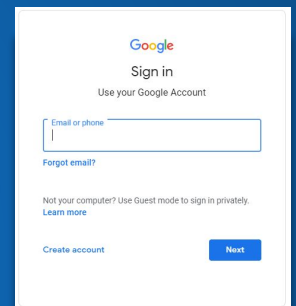 Google
Sign in
Use your Google Account
Email or phone
Forgot email?
Not your computer? Use Guest mode to sign in privately.
Learn more
Create account
Next